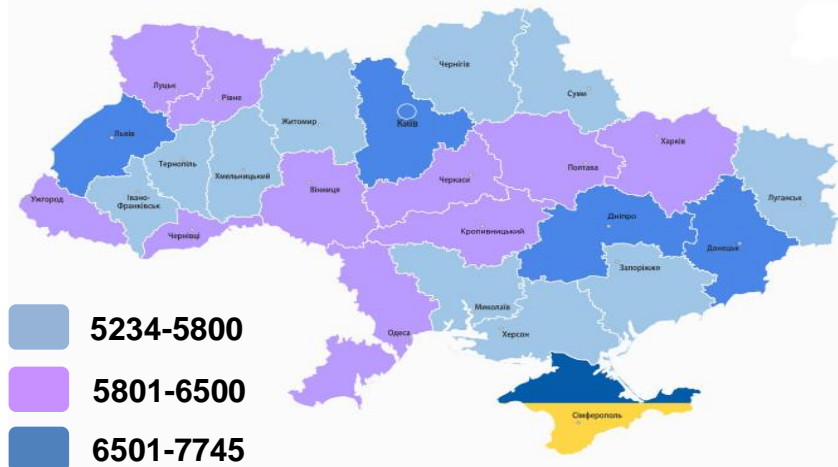 Чернігів
Луцьк
Рівне
Суми
Житомир
Київ
Львів
Харків
Тернопіль
Хмельницький
Черкаси
Полтава
Вінниця
Ужгород
Івано-
Франківськ
Луганськ
Чернівці
Кропивницький
Дніпро
Донецьк
Запоріжжя
Миколаїв
Одеса
Херсон
Сімферополь
5234-5800
5801-6500
6501-7745